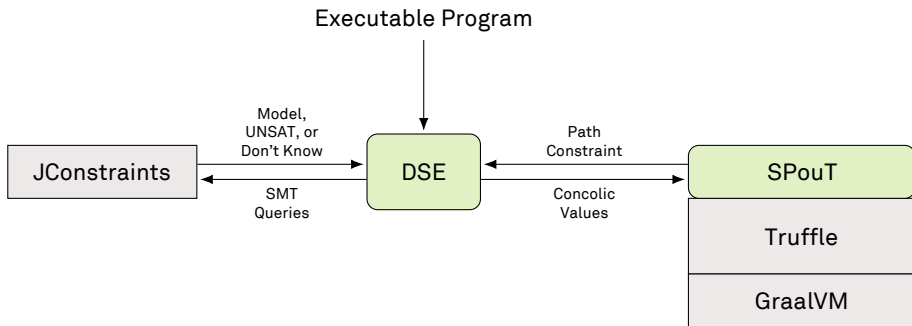 Executable Program
Model,
UNSAT, or
Don't Know
Path
Constraint
JConstraints
DSE
SPouT
SMT
Queries
Concolic
Values
Truffle
GraalVM